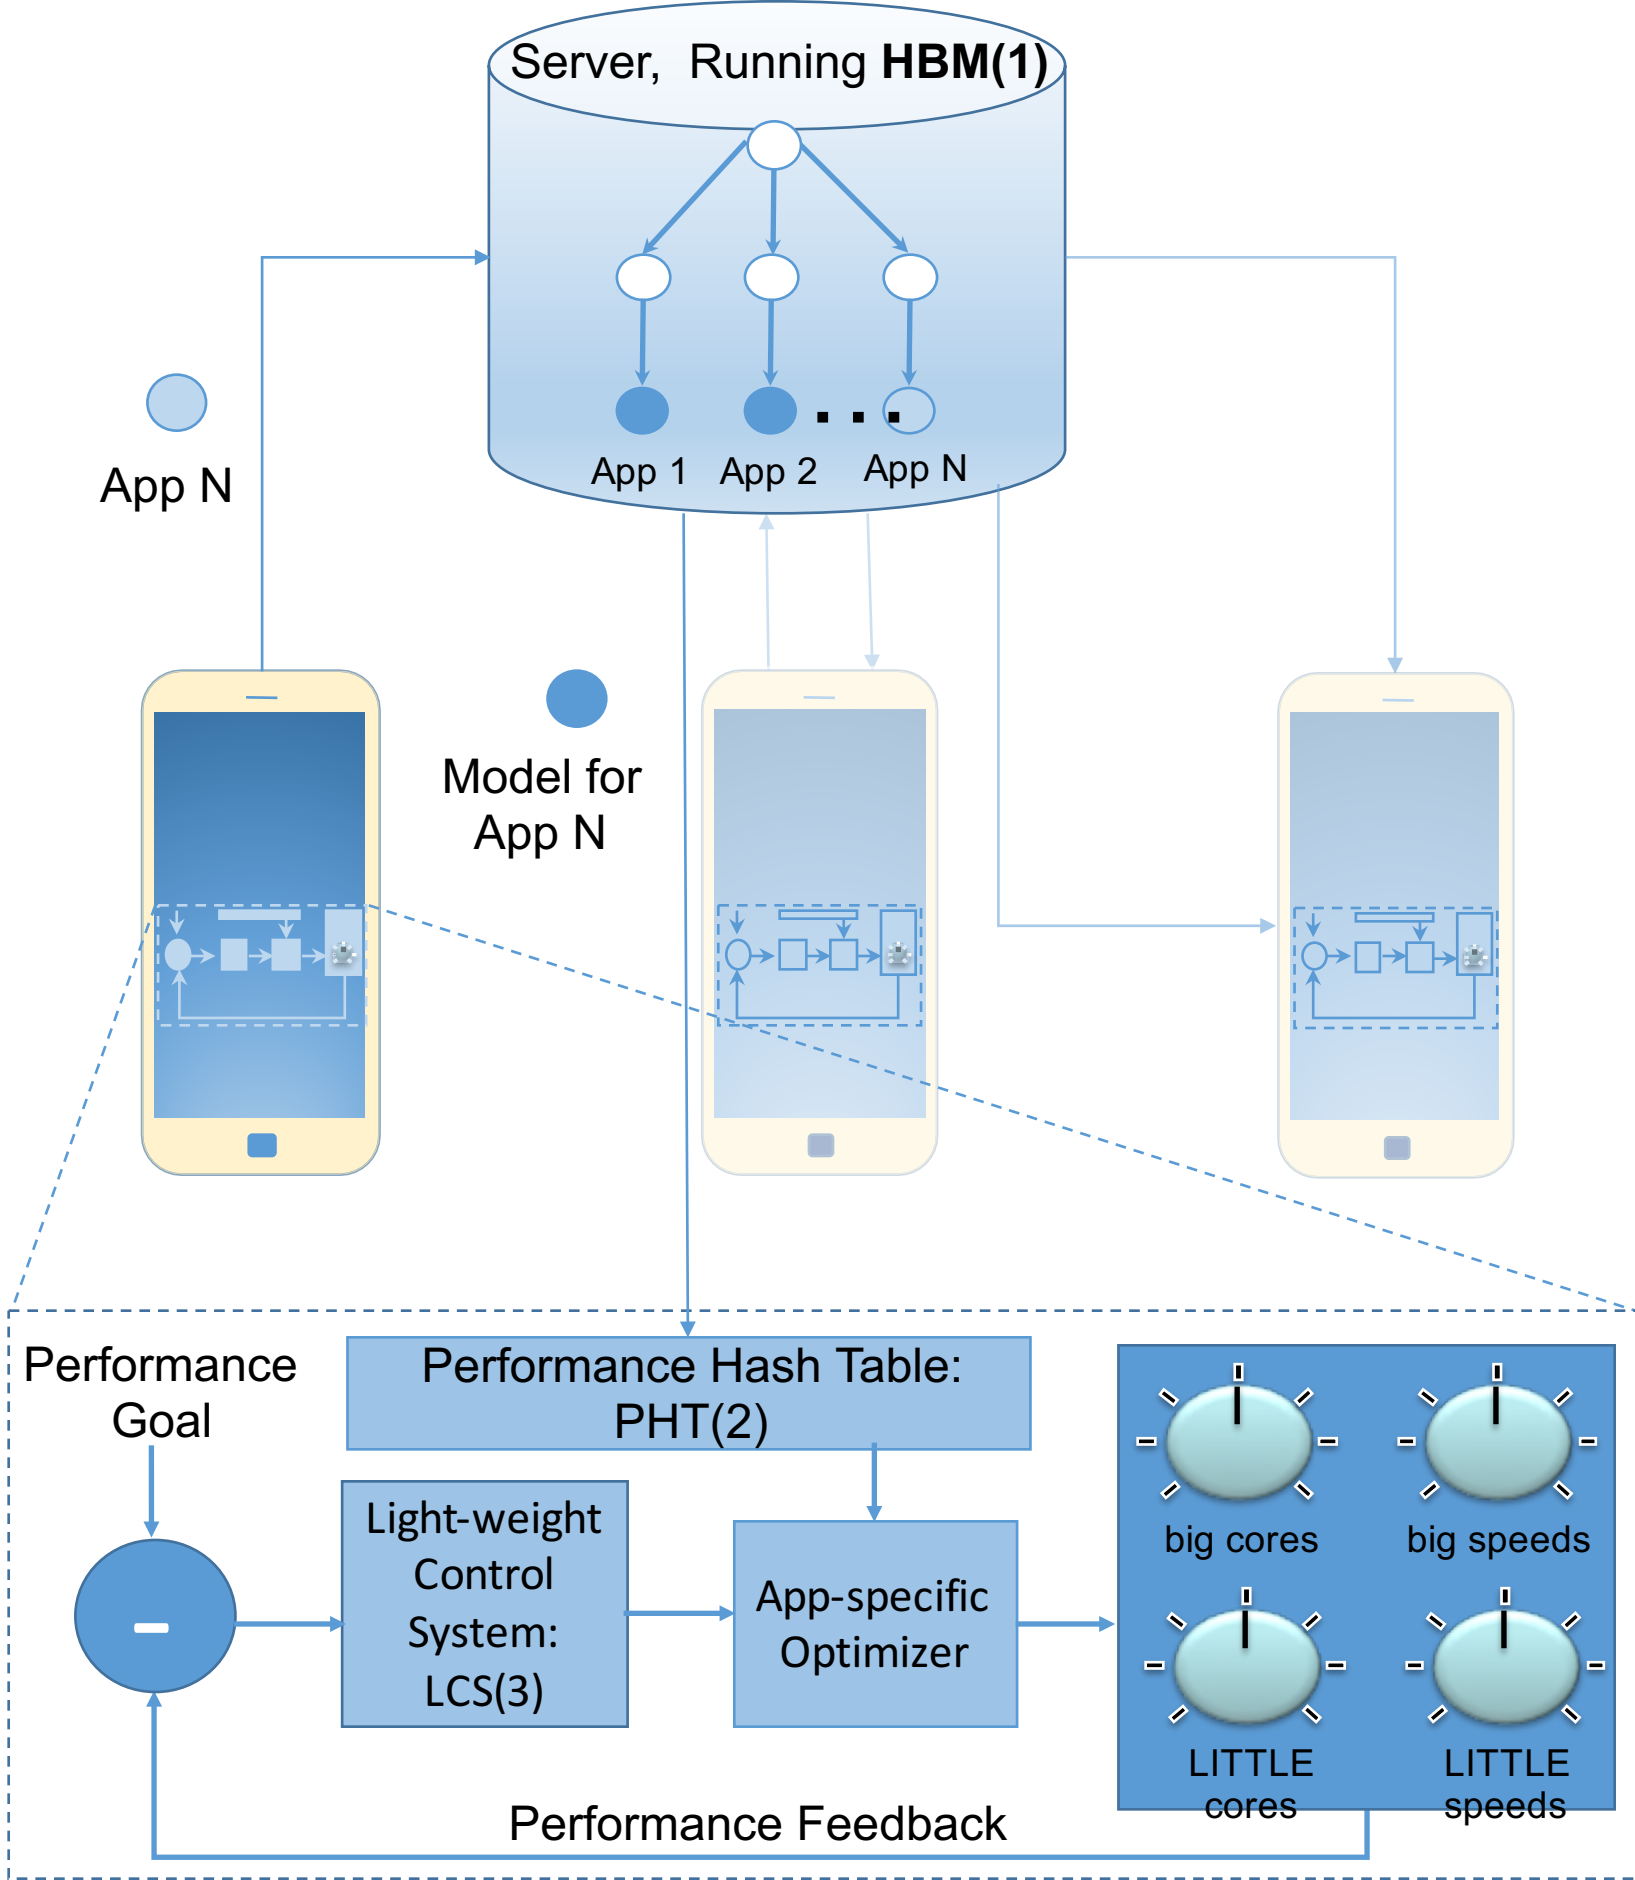 Server, Running HBM(1)
App 1
App 2
...
App N
App N
Model for
App N
Performance
Goal
Performance Hash Table:
PHT(2)
Light-weight
Control
System:
LCS(3)
App-specific
Optimizer
big cores
big speeds
LITTLE
cores
LITTLE
speeds
Performance Feedback